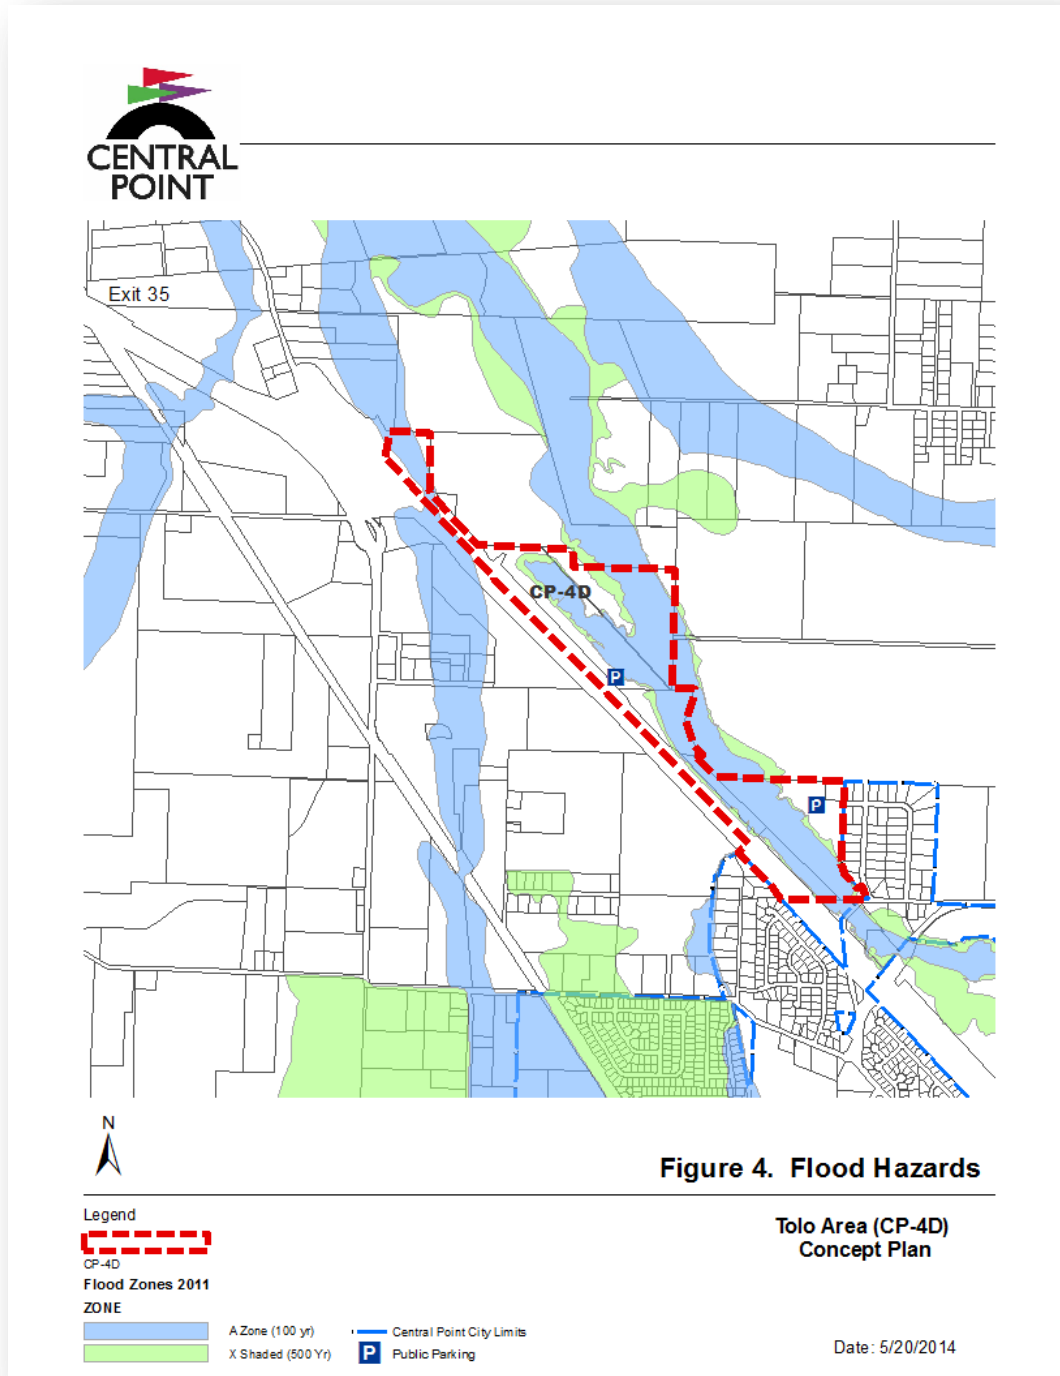 CENTRAL
POINT
Exit 35
CP-4D
P
P
N
Figure 4. Flood Hazards
Legend
CP-4D
Flood Zones 2011
ZONE
A Zone (100 yr)
X Shaded (500 Yr)
Central Point City Limits
P Public Parking
Tolo Area (CP-4D)
Concept Plan
Date: 5/20/2014